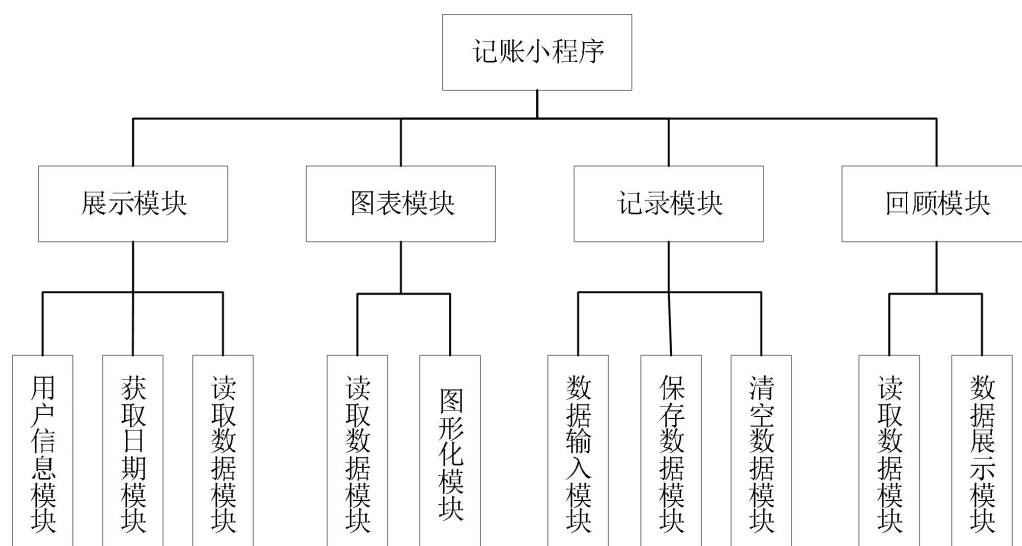 记账小程序
展示模块
图表模块
记录模块
回顾模块
用户信息模块
获取日期模块
读取数据模块
读取数据模块
图形化模块
数据输入模块
保存数据模块
清空数据模块
读取数据模块
数据展示模块